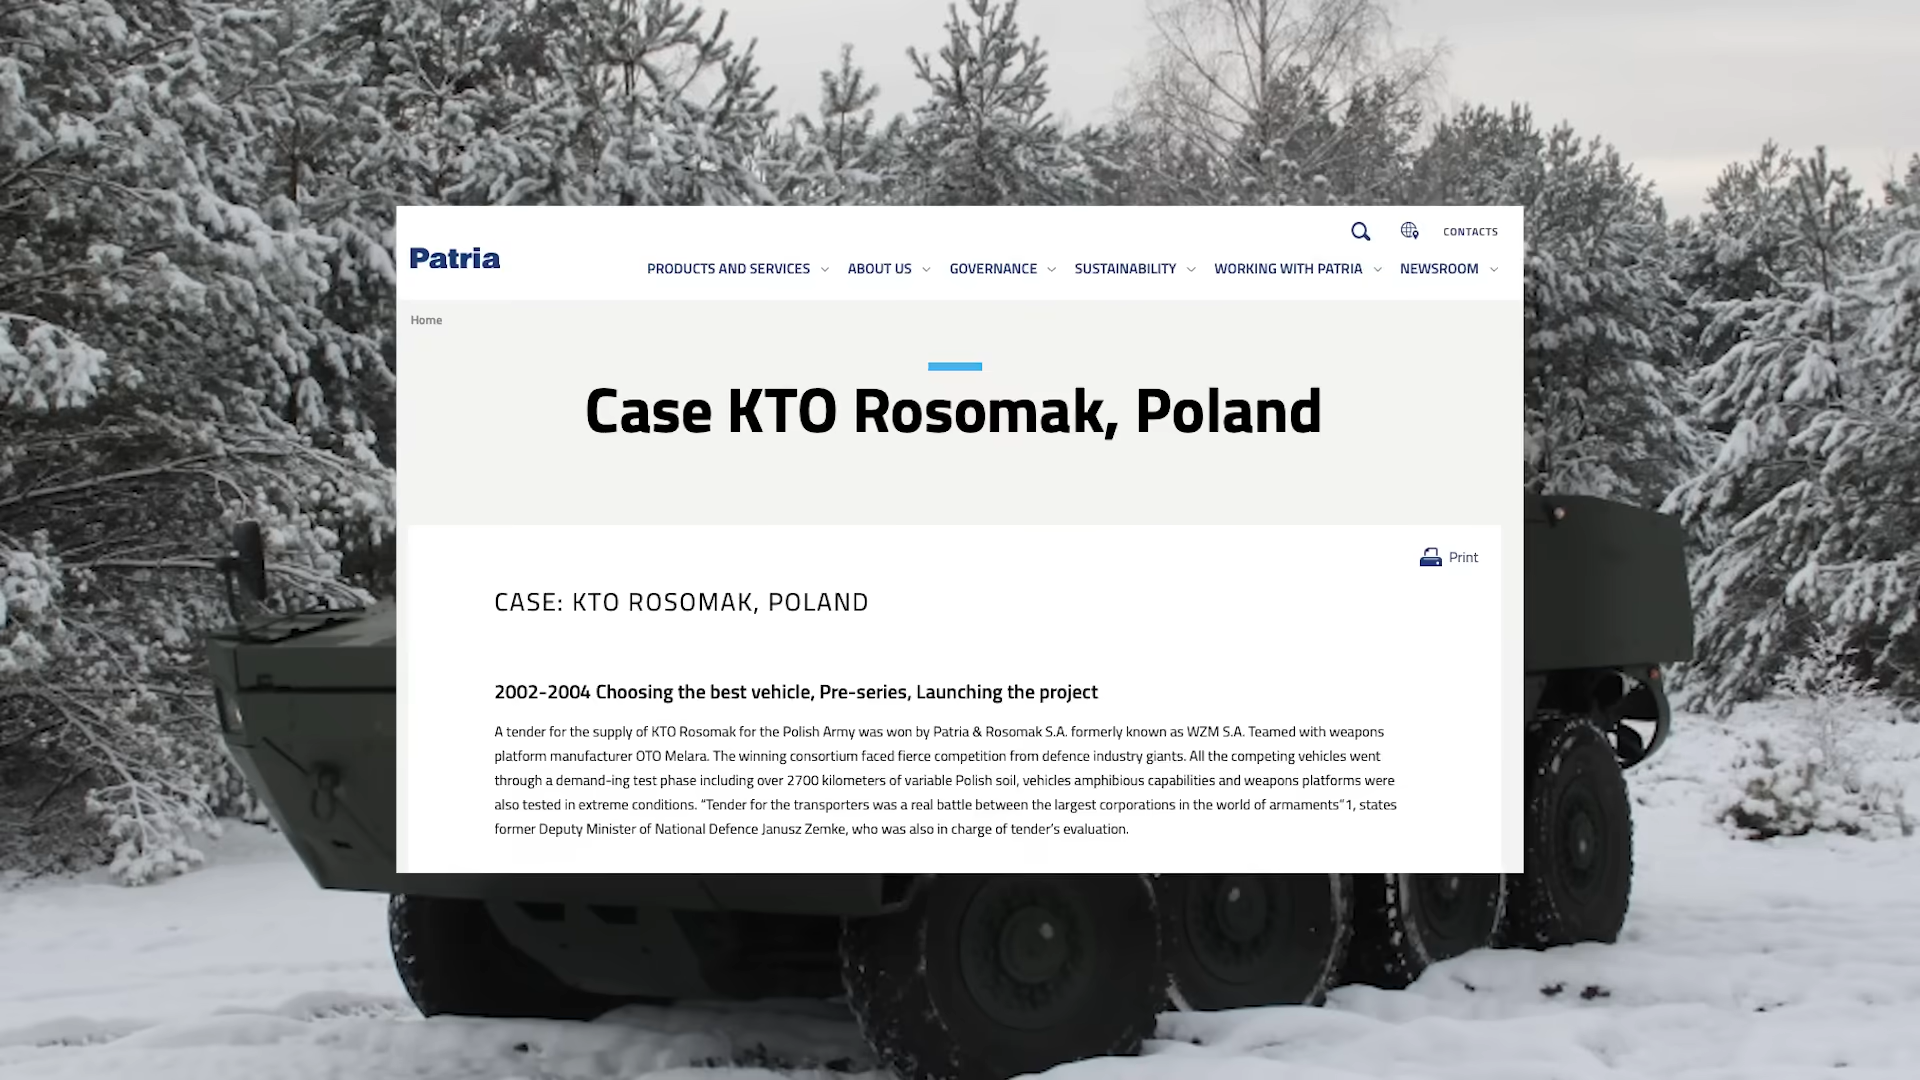 CONTACTS
Patria
PRODUCTS AND SERVICES ABOUT US GOVERNANCE SUSTAINABILITY WORKING WITH PATRIA NEWSROOM
Home
Case KTO Rosomak, Poland
Print
CASE: KTO ROSOMAK, POLAND
2002-2004 Choosing the best vehicle, Pre-series, Launching the project
A tender for the supply of KTO Rosomak for the Polish Army was won by Patria & Rosomak S.A. formerly known as WZM S.A. Teamed with weapons
platform manufacturer OTO Melara. The winning consortium faced fierce competition from defence industry giants. All the competing vehicles went
through a demand-ing test phase including over 2700 kilometers of variable Polish soil, vehicles amphibious capabilities and weapons platforms were
also tested in extreme conditions. “Tender for the transporters was a real battle between the largest corporations in the world of armaments”1, states
former Deputy Minister of National Defence Janusz Zemke, who was also in charge of tender’s evaluation.